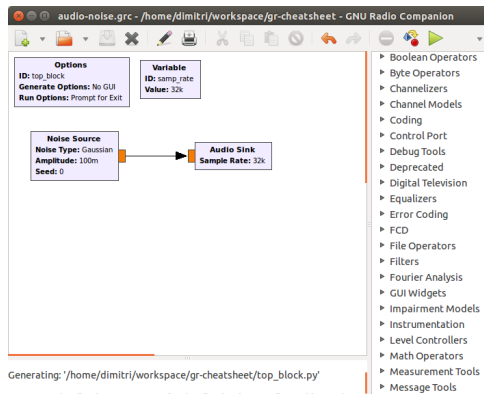 audio-noise.grc - /home/dimitri/workspace/gr-cheatsheet - GNU Radio Companion
Options
ID: top_block
Generate Options: No GUI
Run Options: Prompt for Exit
Variable
ID: samp_rate
Value: 32k
Noise Source
Noise Type: Gaussian
Amplitude: 100m
Seed: 0
Audio Sink
Sample Rate: 32k
Boolean Operators
Byte Operators
Channelizers
Channel Models
Coding
Control Port
Debug Tools
Deprecated
Digital Television
Equalizers
Error Coding
FCD
File Operators
Filters
Fourier Analysis
GUI Widgets
Impairment Models
Instrumentation
Level Controllers
Math Operators
Measurement Tools
Message Tools
Generating: '/home/dimitri/workspace/gr-cheatsheet/top_block.py'